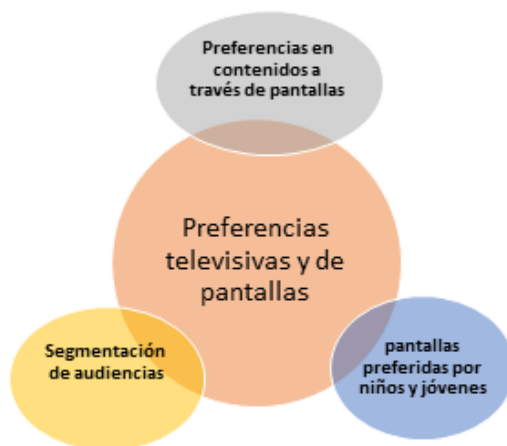 Preferencias en
contenidos a
través de pantallas
Preferencias
televisivas y de
pantallas
Segmentación
de audiencias
pantallas
preferidas por
niños y jóvenes